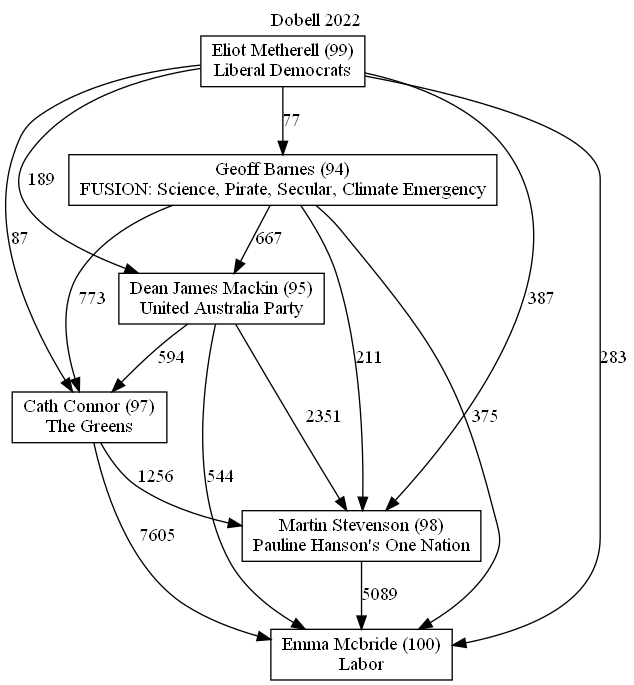 Dobell 2022
Eliot Metherell (99)
Liberal Democrats
77
Geoff Barnes (94)
FUSION: Science, Pirate, Secular, Climate Emergency
189
87
667
773
Dean James Mackin (95)
United Australia Party
387
283
211
594
2351
375
Cath Connor (97)
The Greens
1256
544
7605
Martin Stevenson (98)
Pauline Hanson's One Nation
5089
Emma Mcbride (100)
Labor